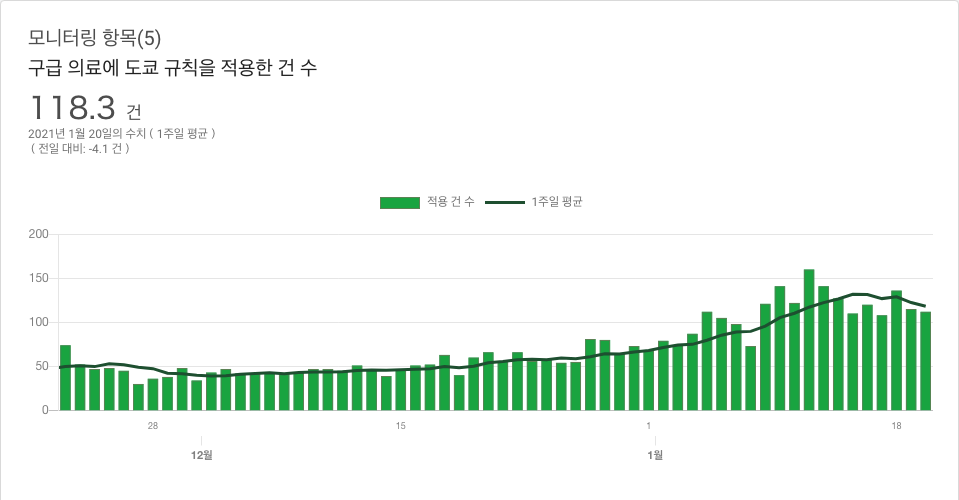 모니터링 항목(5)
구급 의료에 도쿄 규칙을 적용한 건 수
118.3 건
2021년 1월 20일의 수치 ( 1주일 평균 )
( 전일 대비: -4.1 건 )
적용 건 수 1주일 평균
200
150
100
50
0
28 15 1 18
12월 1월